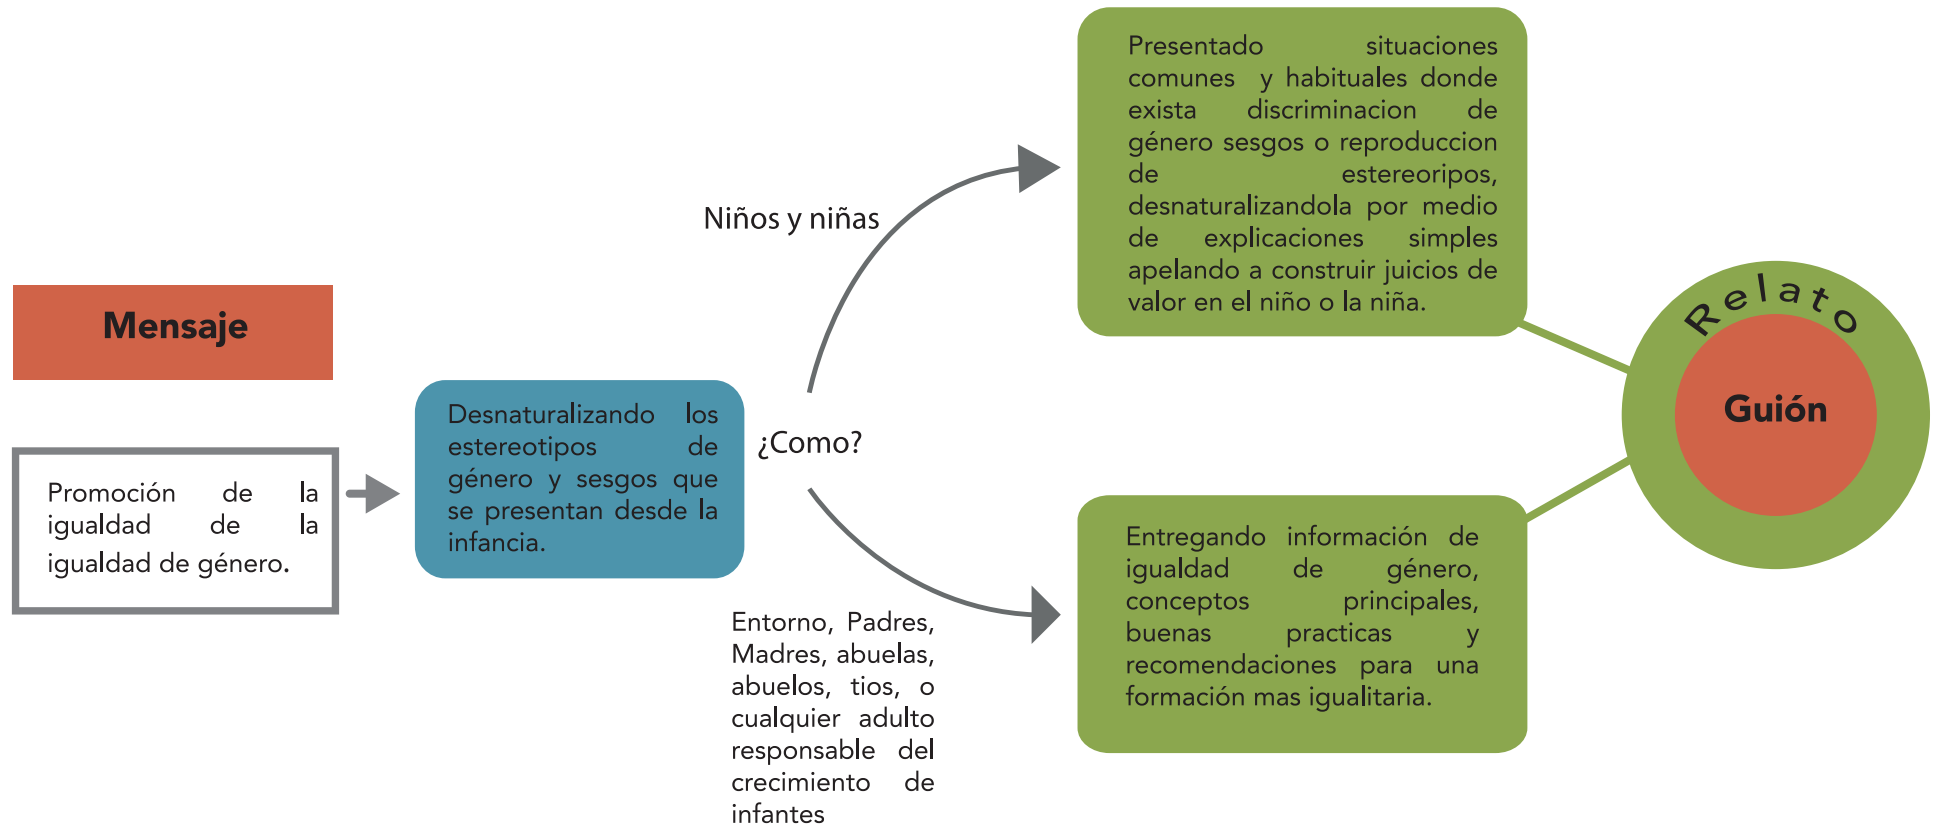 Mensaje
Promoción de la
igualdad de la
igualdad de género.
Desnaturalizando los
estereotipos de
género y sesgos que
se presentan desde la
infancia.
¿Como?
Niños y niñas
Presentado situaciones
comunes y habituales donde
exista discriminacion de
género sesgos o reproduccion
de estereoripos,
desnaturalizandola por medio
de explicaciones simples
apelando a construir juicios de
valor en el niño o la niña.
Entorno, Padres,
Madres, abuelas,
abuelos, tios, o
cualquier adulto
responsable del
crecimiento de
infantes
Entregando información de
igualdad de género,
conceptos principales,
buenas practicas y
recomendaciones para una
formación mas igualitaria.
Relato
Guión